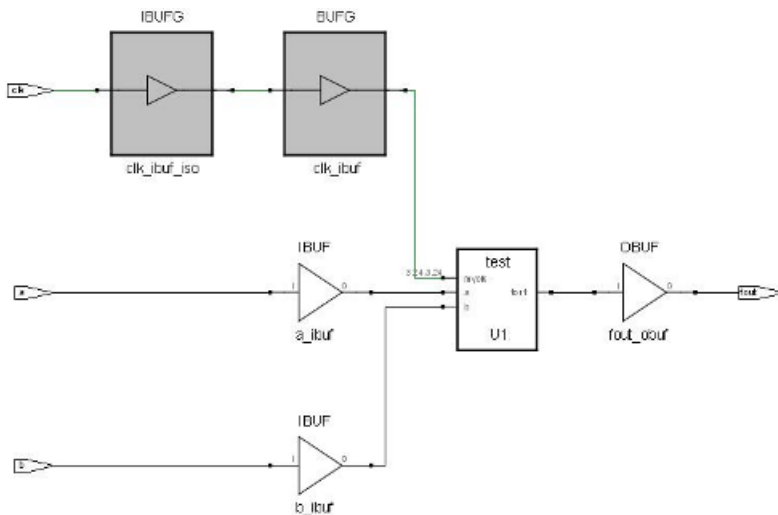 IBUFG
BUFG
clk
clk_ibuf_iso
clk_ibuf
IBUF
OBUF
test
a
I
O
a
fout
I
O
b
a_ibuf
U1
fout_obuf
IBUF
b
I
O
b_ibuf